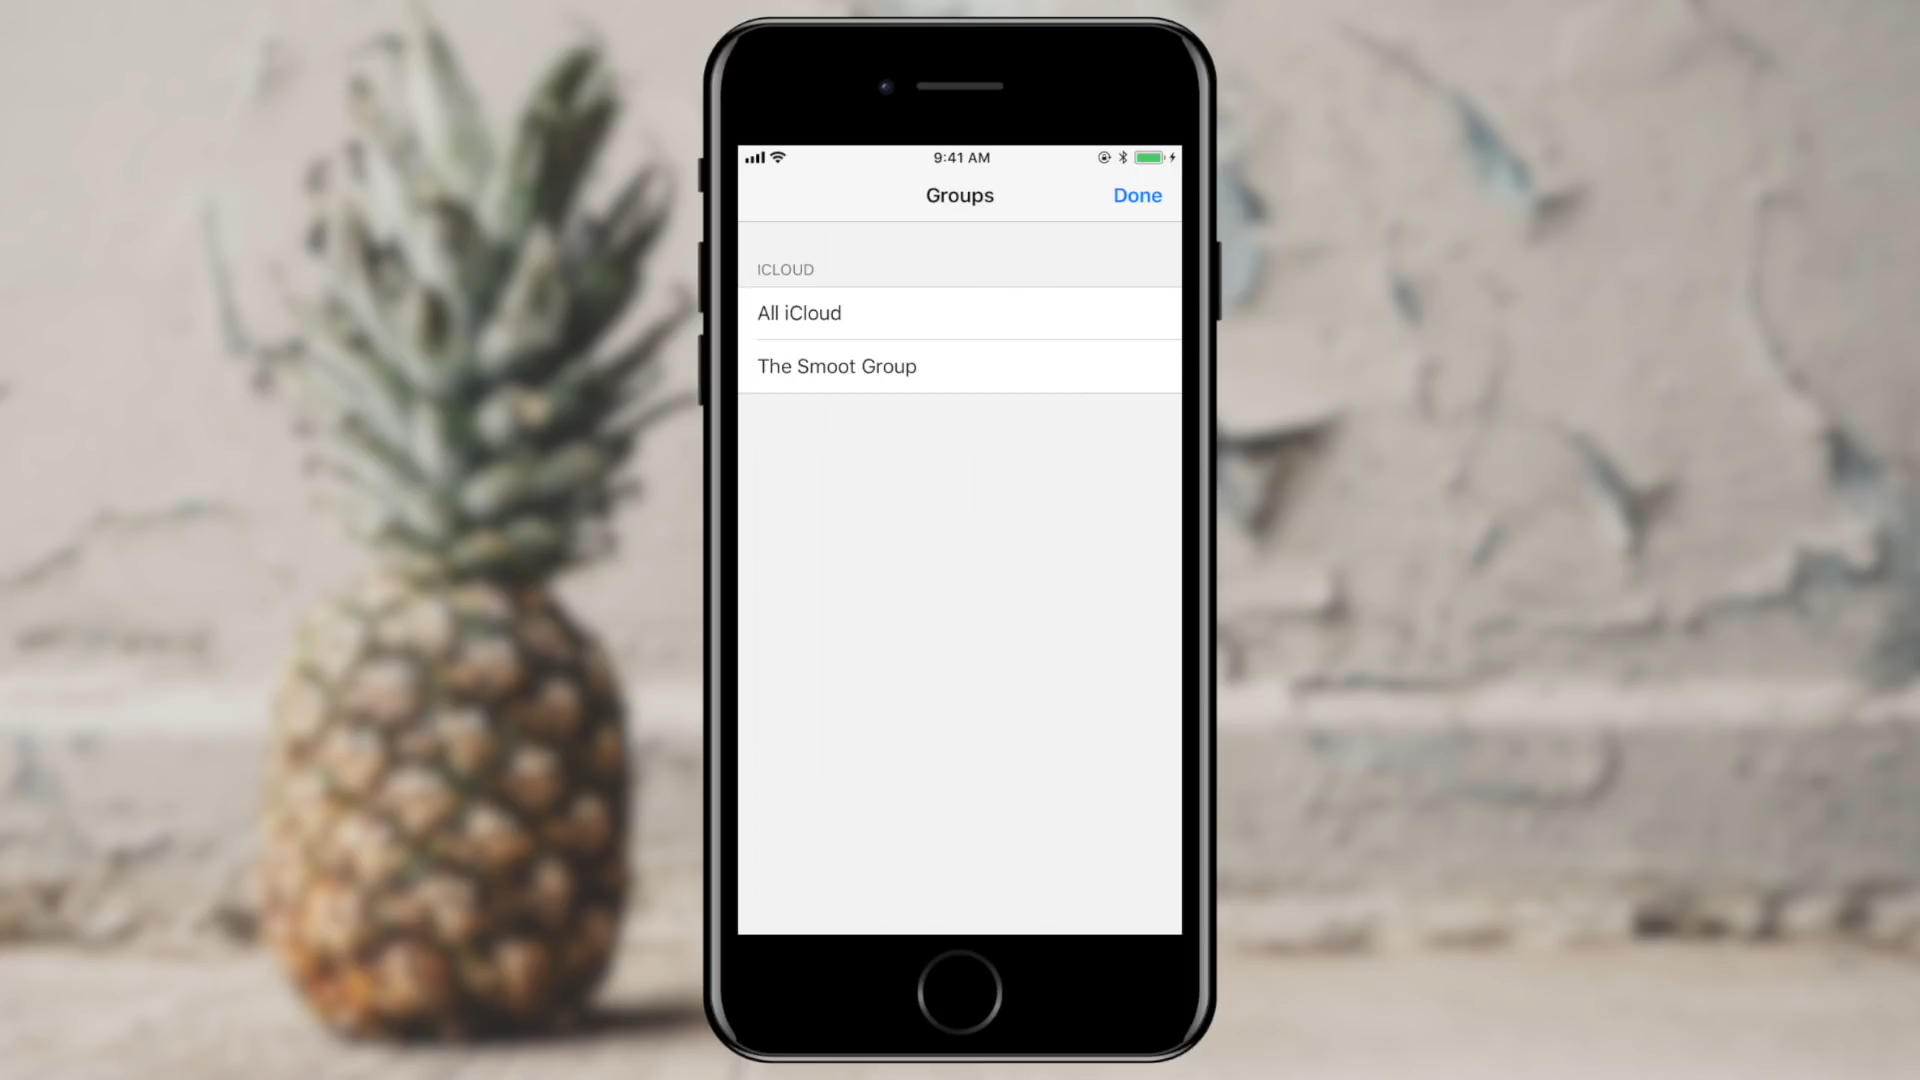 9:41 AM
Groups
Done
ICLOUD
All iCloud
The Smoot Group